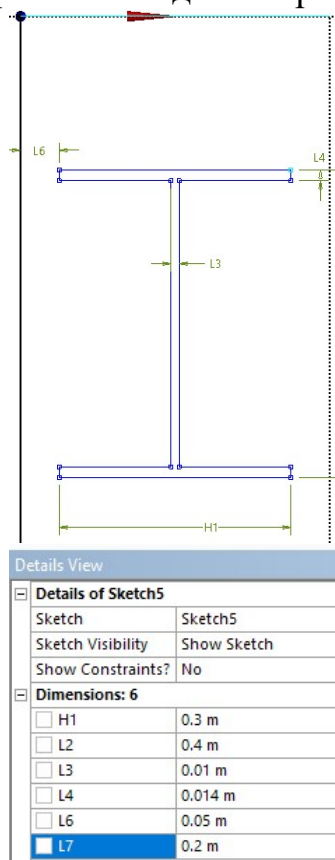 L6
L4
L3
H1
Details View
Details of Sketch5
Sketch Sketch5
Sketch Visibility Show Sketch
Show Constraints? No
Dimensions: 6
H1 0.3 m
L2 0.4 m
L3 0.01 m
L4 0.014 m
L6 0.05 m
L7 0.2 m